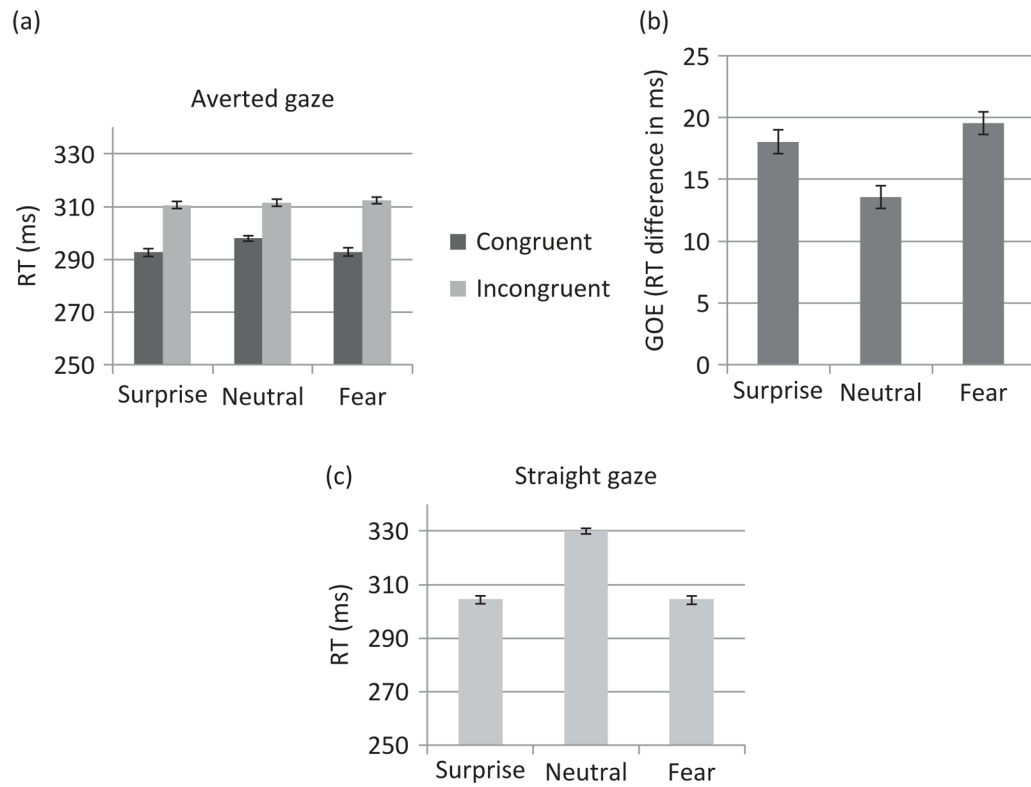 (a)
Averted gaze
RT (ms)
330
310
290
270
250
Surprise Neutral Fear
Congruent
Incongruent
(b)
GOE (RT difference in ms)
25
20
15
10
5
0
Surprise Neutral Fear
(c)
Straight gaze
RT (ms)
330
310
290
270
250
Surprise Neutral Fear